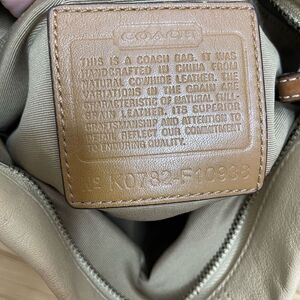 COACH
THIS IS A COACH BAG. IT WAS
HANDCRAFTED IN CHINA FROM
NATURAL COWHIDE LEATHER. THE
VARIATIONS IN THE GRAIN ARE
CHARACTERISTIC OF NATURAL FULL
GRAIN LEATHER. ITS SUPERIOR
CRAFTSMANSHIP AND ATTENTION TO
DETAIL REFLECT OUR COMMITMENT
TO ENDURING QUALITY.
No K0782-F10933